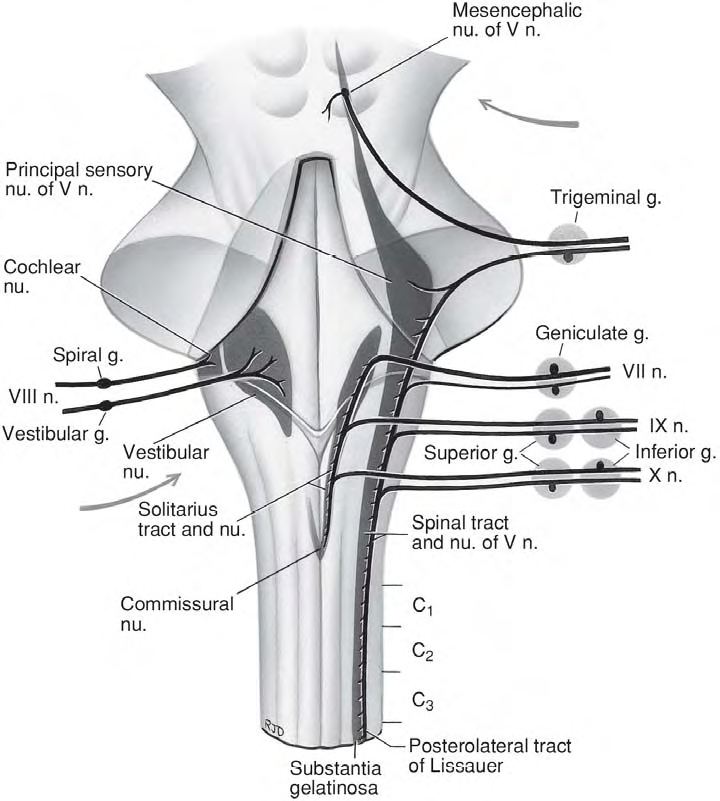 Mesencephalic
nu. of V n.
Principal sensory
nu. of V n.
Trigeminal g.
Cochlear
nu.
Geniculate g.
Spiral g.
VII n.
VIII n.
IX n.
Vestibular g.
Superior g.
Inferior g.
Vestibular
nu.
X n.
Solitarius
tract and nu.
Spinal tract
and nu. of V n.
Commissural
nu.
C1
C2
C3
RJD
Posterolateral tract
of Lissauer
Substantia
gelatinosa